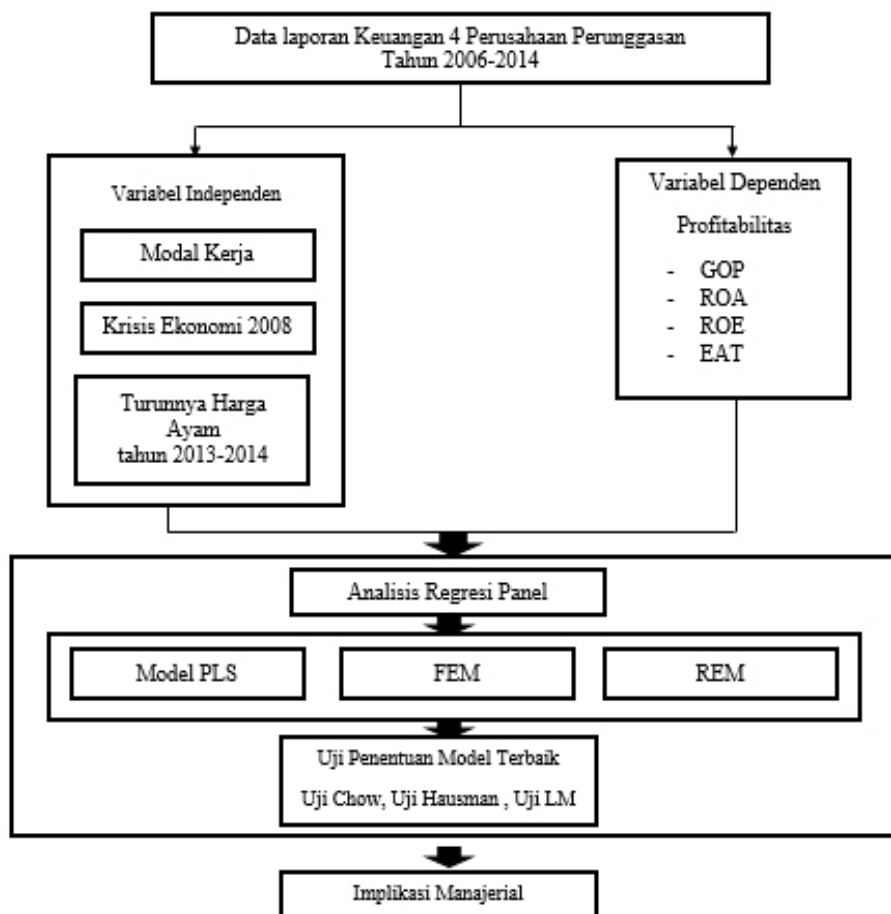 Data laporan Keuangan 4 Perusahaan Perunggasan
Tahun 2006-2014
Variabel Independen
Modal Kerja
Krisis Ekonomi 2008
Turunnya Harga
Ayam
tahun 2013-2014
Variabel Dependen
Profitabilitas
- GOP
- ROA
- ROE
- EAT
Analisis Regresi Panel
Model PLS
FEM
REM
Uji Penentuan Model Terbaik
Uji Chow, Uji Hausman , Uji LM
Implikasi Manajerial